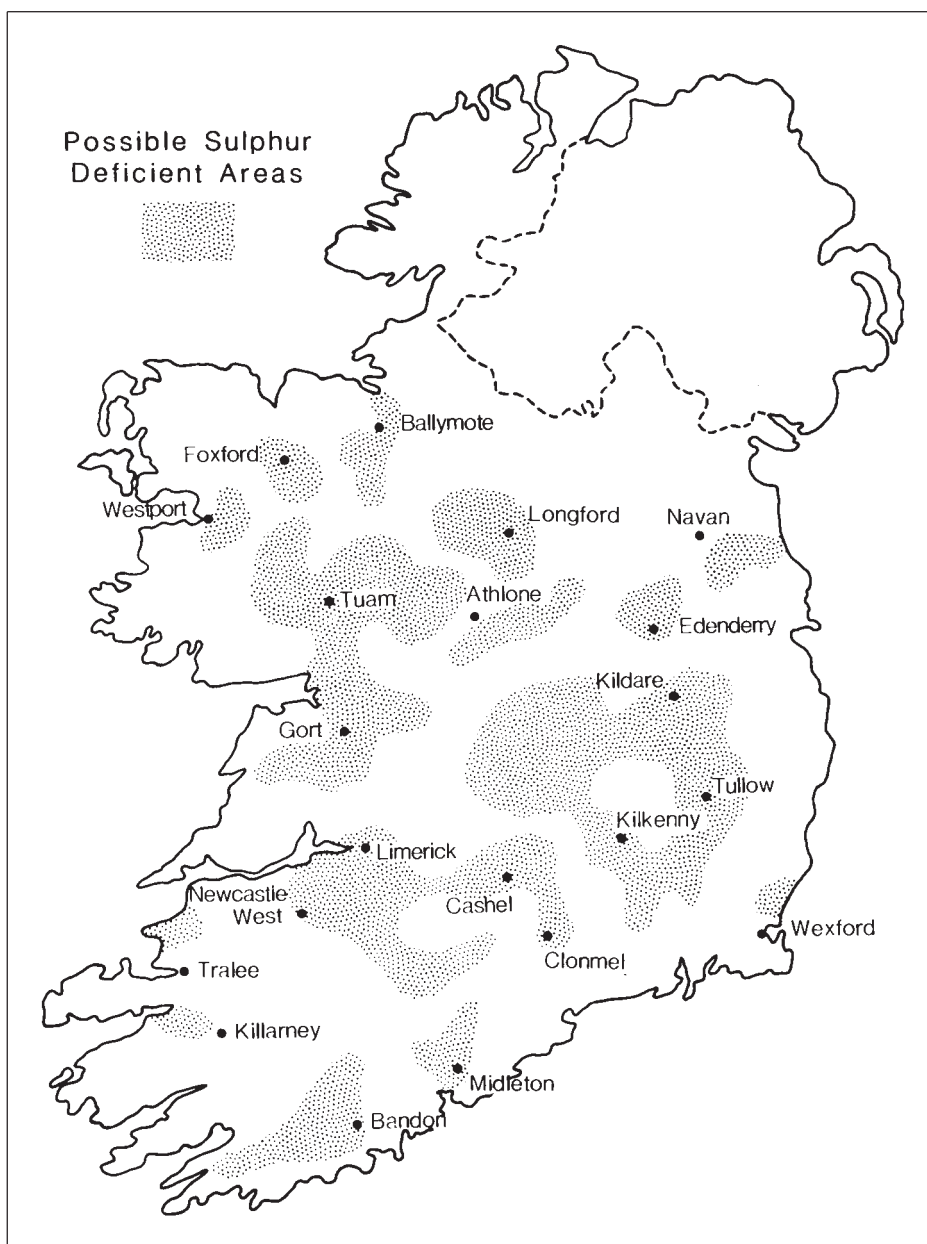 Possible Sulphur
Deficient Areas
Ballymote
Foxford
Westport
Longford
Navan
Tuam
Athlone
Edenderry
Kildare
Gort
Tullow
Kilkenny
Limerick
Newcastle
West
Cashel
Wexford
Clonmel
Tralee
Killarney
Midleton
Bandon